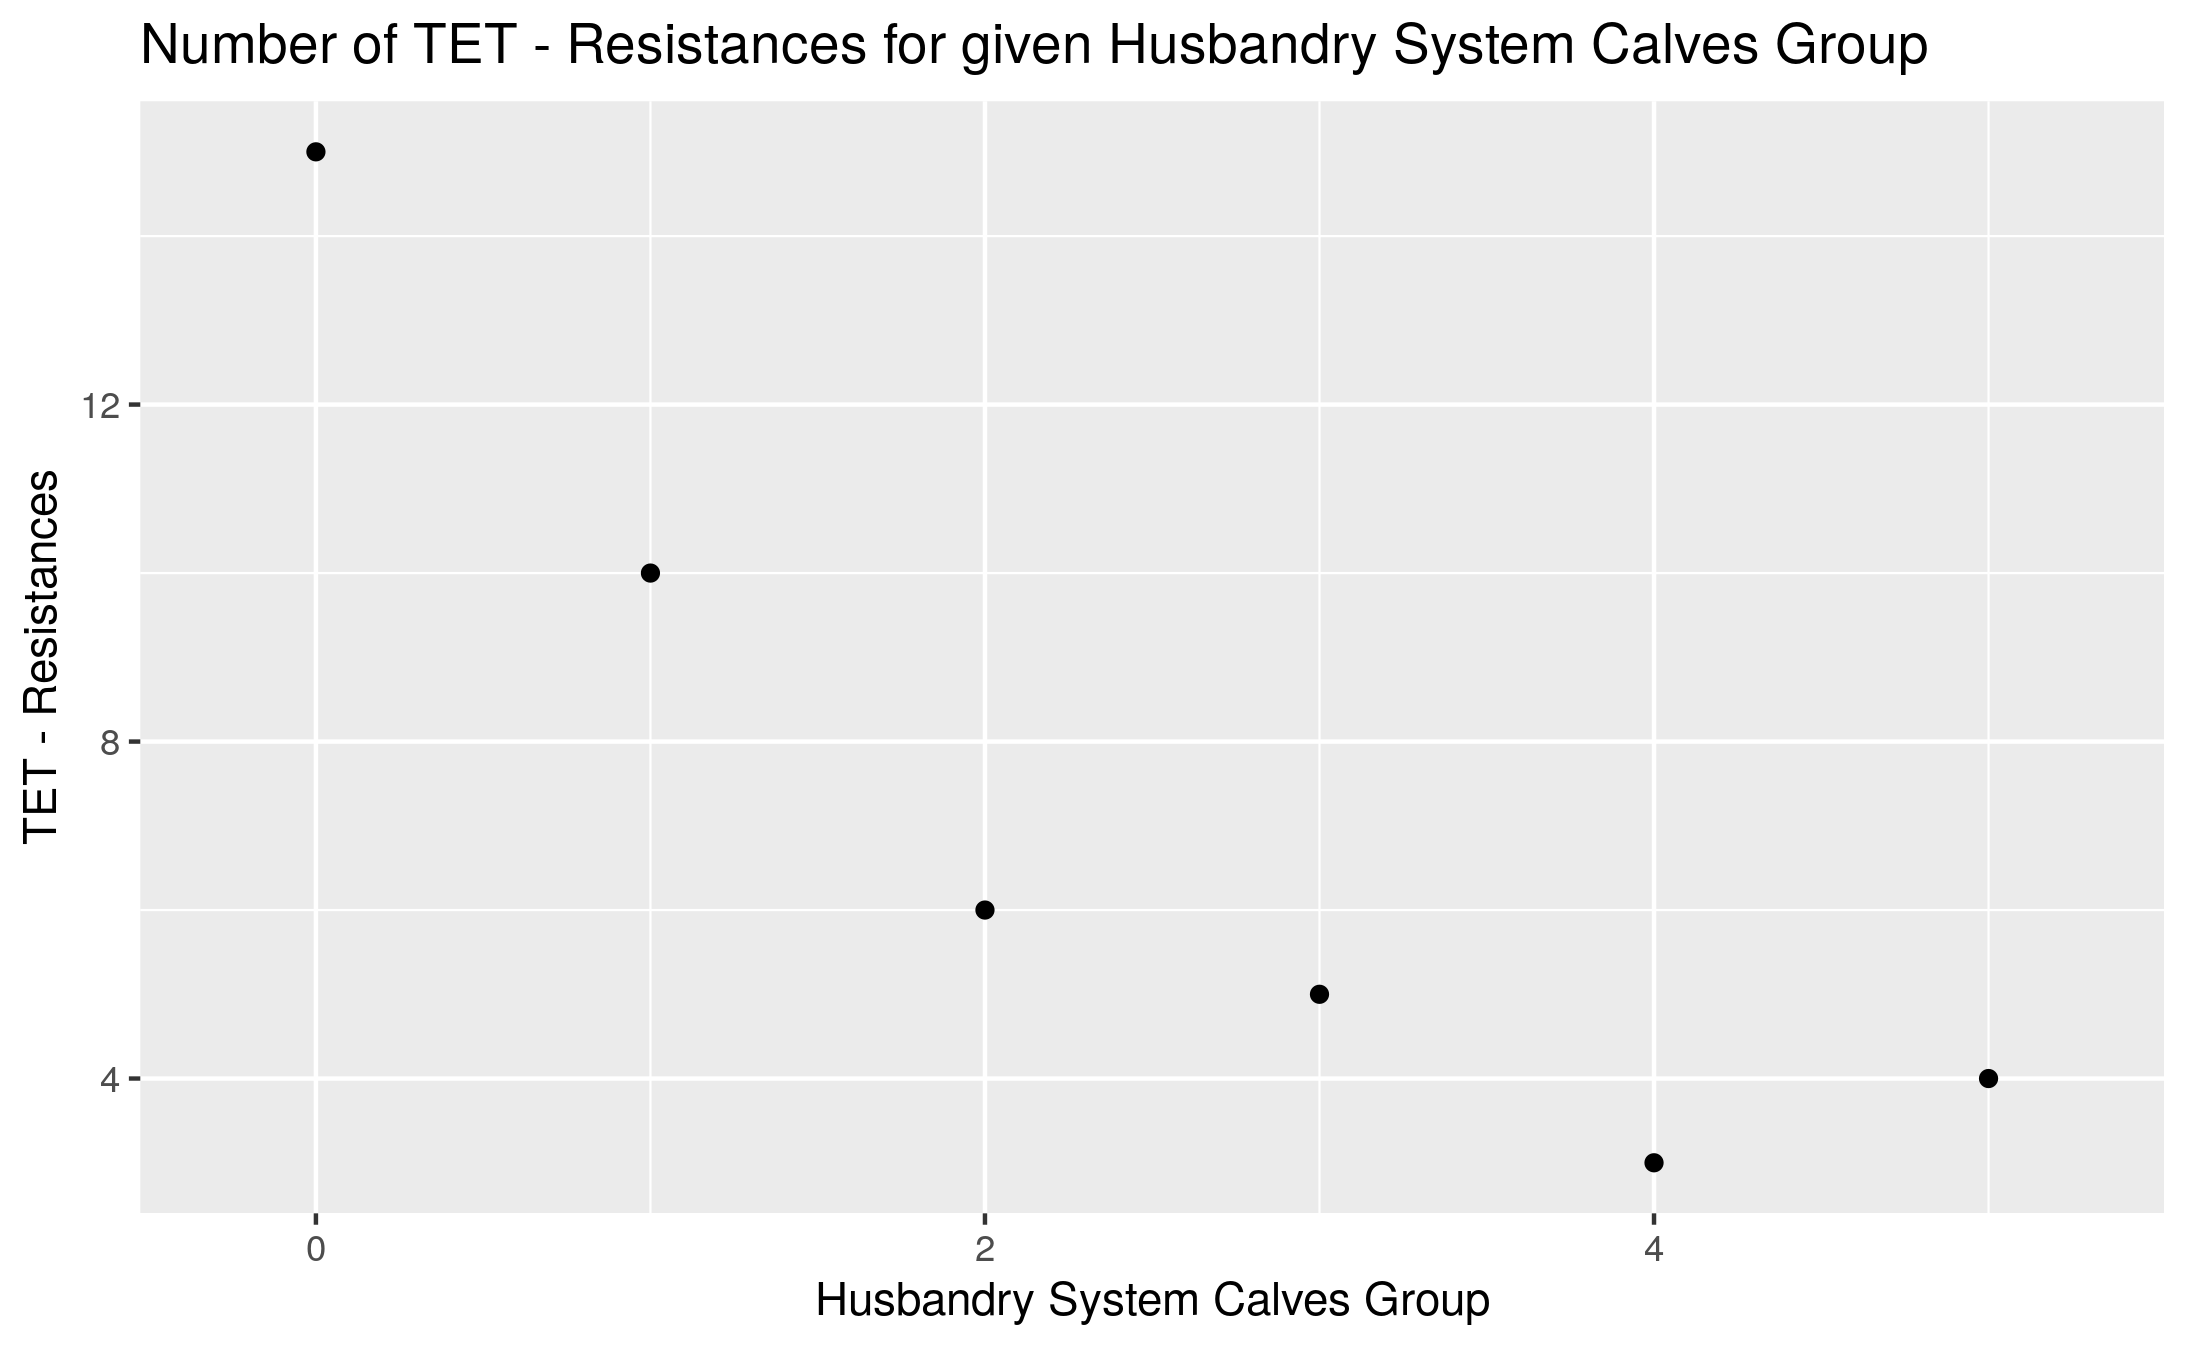 Number of TET - Resistances for given Husbandry System Calves Group
TET - Resistances
12
8
4
0 2 4
Husbandry System Calves Group